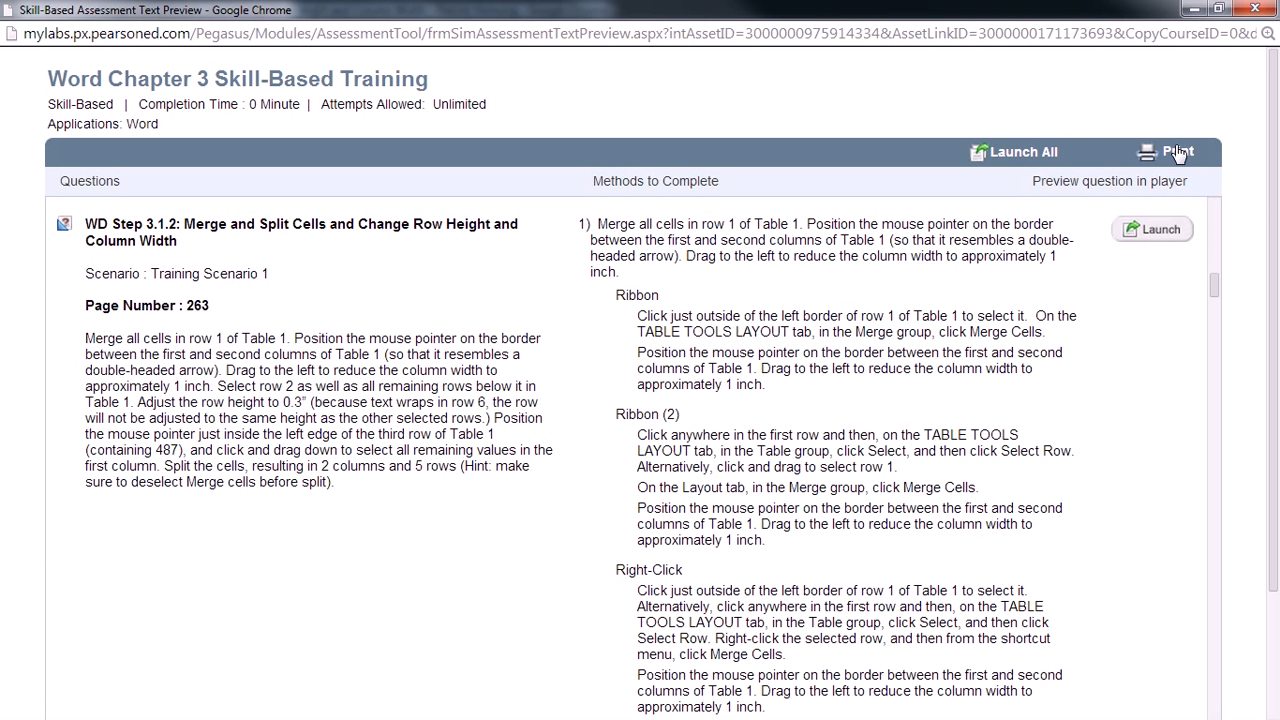 Skill-Based Assessment Text Preview - Google Chrome
mylabs.px.pearsoned.com/Pegasus/Modules/AssessmentTool/frmSimAssessmentTextPreview.aspx?intAssetID=3000000975914334&AssetLinkID=3000000171173693&CopyCourseID=0&d
Word Chapter 3 Skill-Based Training
Skill-Based | Completion Time : 0 Minute | Attempts Allowed: Unlimited
Applications: Word
Launch All Print
Questions Methods to Complete Preview question in player
WD Step 3.1.2: Merge and Split Cells and Change Row Height and
Column Width
Scenario : Training Scenario 1
Page Number : 263
Merge all cells in row 1 of Table 1. Position the mouse pointer on the border
between the first and second columns of Table 1 (so that it resembles a
double-headed arrow). Drag to the left to reduce the column width to
approximately 1 inch. Select row 2 as well as all remaining rows below it in
Table 1. Adjust the row height to 0.3” (because text wraps in row 6, the row
will not be adjusted to the same height as the other selected rows.) Position
the mouse pointer just inside the left edge of the third row of Table 1
(containing 487), and click and drag down to select all remaining values in the
first column. Split the cells, resulting in 2 columns and 5 rows (Hint: make
sure to deselect Merge cells before split).
1) Merge all cells in row 1 of Table 1. Position the mouse pointer on the border
between the first and second columns of Table 1 (so that it resembles a double-
headed arrow). Drag to the left to reduce the column width to approximately 1
inch.
Ribbon
Click just outside of the left border of row 1 of Table 1 to select it. On the
TABLE TOOLS LAYOUT tab, in the Merge group, click Merge Cells.
Position the mouse pointer on the border between the first and second
columns of Table 1. Drag to the left to reduce the column width to
approximately 1 inch.
Ribbon (2)
Click anywhere in the first row and then, on the TABLE TOOLS
LAYOUT tab, in the Table group, click Select, and then click Select Row.
Alternatively, click and drag to select row 1.
On the Layout tab, in the Merge group, click Merge Cells.
Position the mouse pointer on the border between the first and second
columns of Table 1. Drag to the left to reduce the column width to
approximately 1 inch.
Right-Click
Click just outside of the left border of row 1 of Table 1 to select it.
Alternatively, click anywhere in the first row and then, on the TABLE
TOOLS LAYOUT tab, in the Table group, click Select, and then click
Select Row. Right-click the selected row, and then from the shortcut
menu, click Merge Cells.
Position the mouse pointer on the border between the first and second
columns of Table 1. Drag to the left to reduce the column width to
approximately 1 inch.
Launch